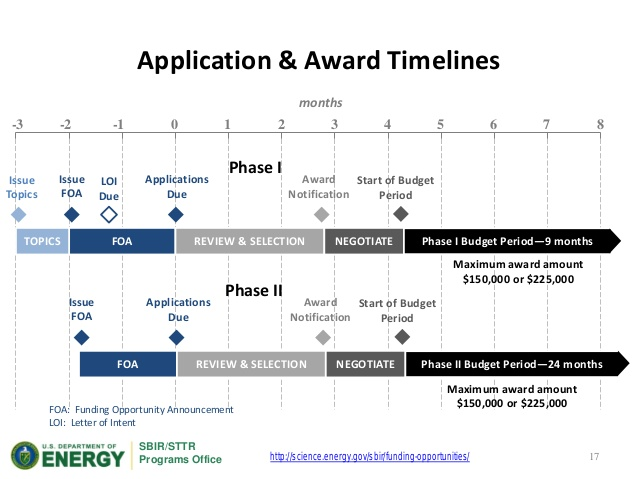 Application & Award Timelines
months
-3 -2 -1 0 1 2 3 4 5 6 7 8
Phase I
Issue Topics
Issue FOA
LOI Due
Applications Due
Award Notification
Start of Budget Period
TOPICS FOA REVIEW & SELECTION NEGOTIATE Phase I Budget Period—9 months
Maximum award amount
$150,000 or $225,000
Phase II
Issue FOA
Applications Due
Award Notification
Start of Budget Period
FOA REVIEW & SELECTION NEGOTIATE Phase II Budget Period—24 months
Maximum award amount
$150,000 or $225,000
FOA: Funding Opportunity Announcement
LOI: Letter of Intent
U.S. DEPARTMENT OF
ENERGY
SBIR/STTR
Programs Office
http://science.energy.gov/sbir/funding-opportunities/
17